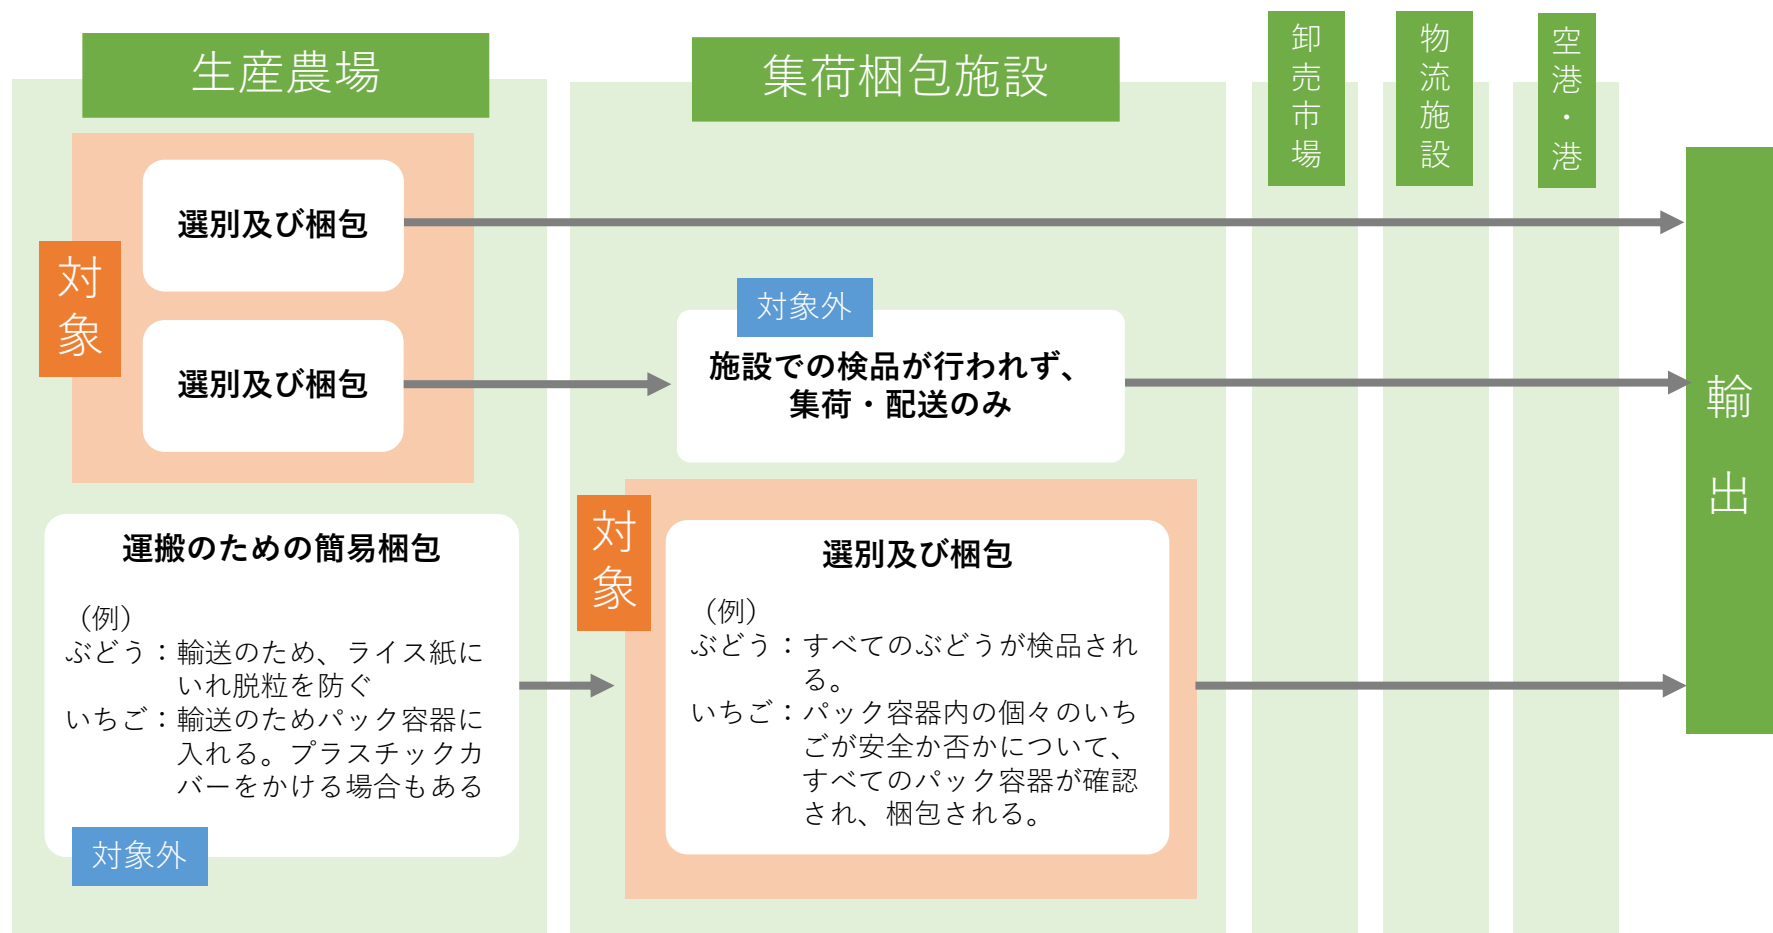 生産農場
集荷梱包施設
卸売市場
物流施設
空港・港
対象
選別及び梱包
選別及び梱包
対象外
施設での検品が行われず、
集荷・配送のみ
運搬のための簡易梱包
（例）
ぶどう：輸送のため、ライス紙に
いれ脱粒を防ぐ
いちご：輸送のためパック容器に
入れる。プラスチックカ
バーをかける場合もある
対象外
対象
選別及び梱包
（例）
ぶどう：すべてのぶどうが検品され
る。
いちご：パック容器内の個々のいち
ごが安全か否かについて、
すべてのパック容器が確認
され、梱包される。
輸出